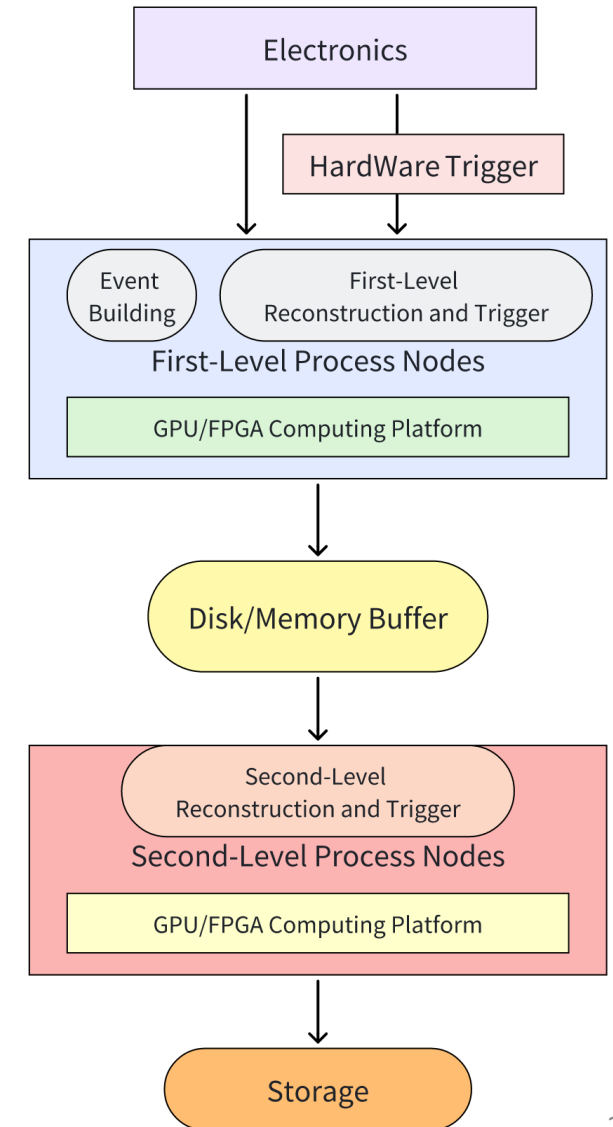 Electronics
HardWare Trigger
Event
Building
First-Level
Reconstruction and Trigger
First-Level Process Nodes
GPU/FPGA Computing Platform
Disk/Memory Buffer
Second-Level
Reconstruction and Trigger
Second-Level Process Nodes
GPU/FPGA Computing Platform
Storage